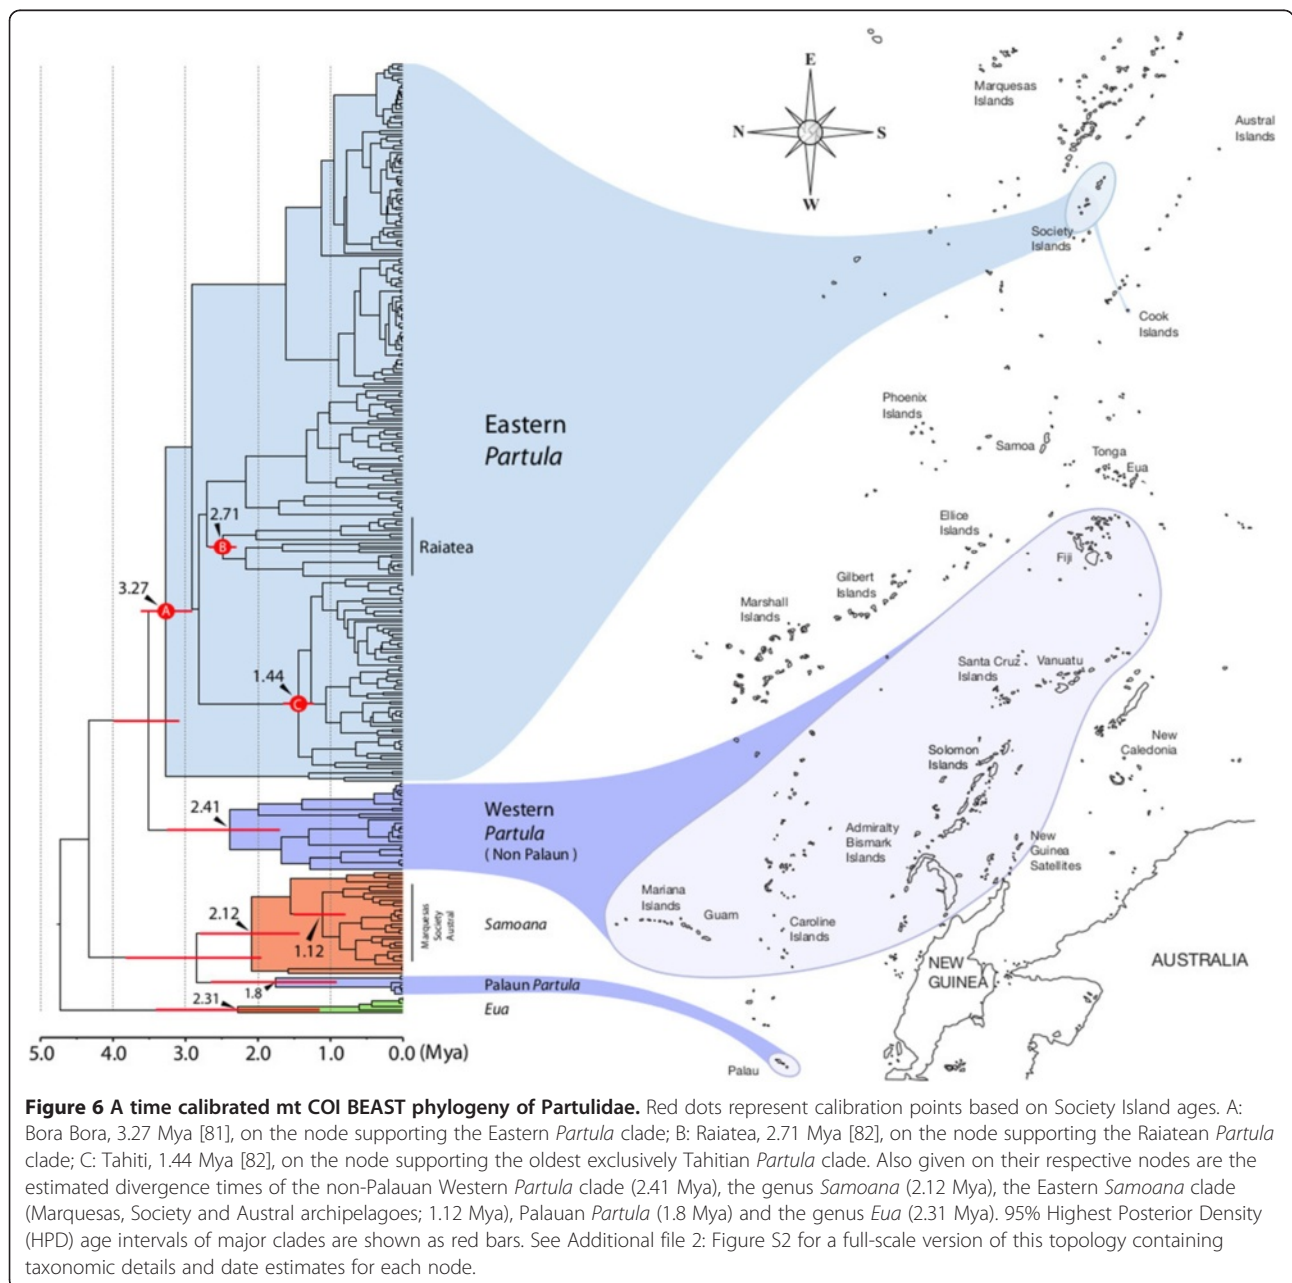 E
N
S
W
Marquesas
Islands
Austral
Islands
Society
Islands
Cook
Islands
Phoenix
Islands
Samoa
Tonga
Eua
Ellice
Islands
Fiji
Gilbert
Islands
Marshall
Islands
Santa Cruz
Islands
Vanuatu
New
Caledonia
Solomon
Islands
Admiralty
Bismark
Islands
New
Guinea
Satellites
Mariana
Islands
Guam
Caroline
Islands
NEW
GUINEA
AUSTRALIA
Palau
Eastern
Partula
2.71
B
Raiatea
3.27
A
1.44
C
2.41
Western
Partula
( Non Palaun )
2.12
1.12
Marquesas
Society
Austral
Samoana
1.8
Palaun Partula
2.31
Eua
5.0 4.0 3.0 2.0 1.0 0.0 (Mya)
Figure 6 A time calibrated mt COI BEAST phylogeny of Partulidae. Red dots represent calibration points based on Society Island ages. A:
Bora Bora, 3.27 Mya [81], on the node supporting the Eastern Partula clade; B: Raiatea, 2.71 Mya [82], on the node supporting the Raiatean Partula
clade; C: Tahiti, 1.44 Mya [82], on the node supporting the oldest exclusively Tahitian Partula clade. Also given on their respective nodes are the
estimated divergence times of the non-Palauan Western Partula clade (2.41 Mya), the genus Samoana (2.12 Mya), the Eastern Samoana clade
(Marquesas, Society and Austral archipelagoes; 1.12 Mya), Palauan Partula (1.8 Mya) and the genus Eua (2.31 Mya). 95% Highest Posterior Density
(HPD) age intervals of major clades are shown as red bars. See Additional file 2: Figure S2 for a full-scale version of this topology containing
taxonomic details and date estimates for each node.